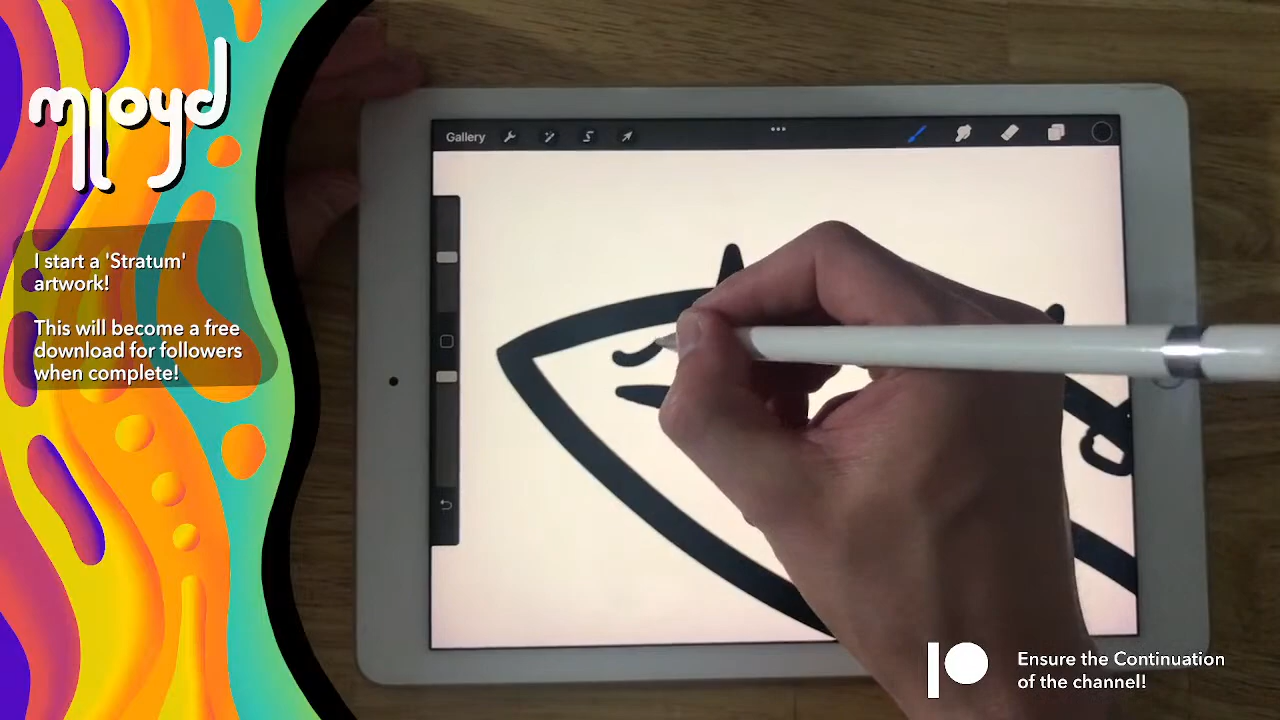 mlloyd
I start a 'Stratum'
artwork!
This will become a free
download for followers
when complete!
Gallery
Ensure the Continuation
of the channel!